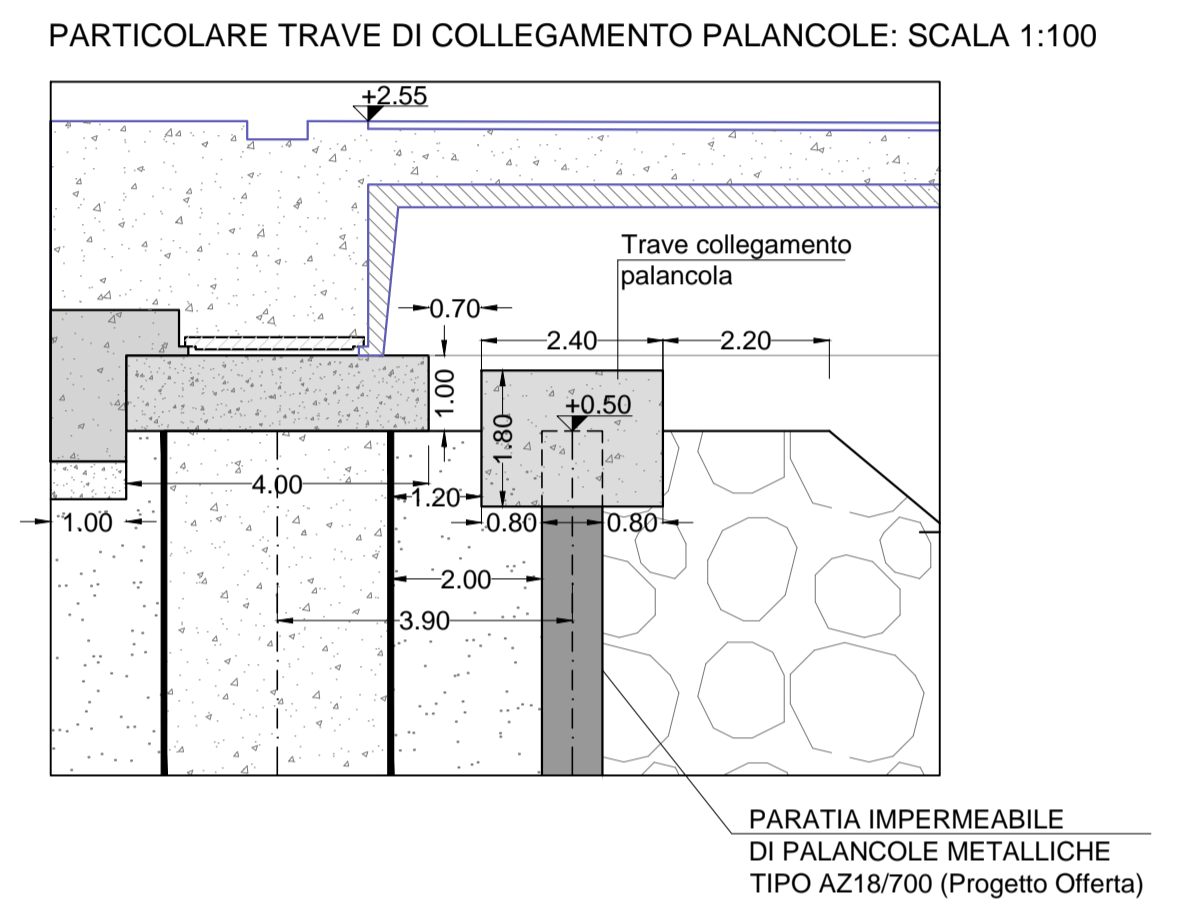 PARTICOLARE TRAVE DI COLLEGAMENTO PALANCOLE: SCALA 1:100
+2.55
Trave collegamento
palancola
0.70
2.40
2.20
1.00
1.80
+0.50
4.00
1.20
1.00
0.80
0.80
2.00
3.90
PARATIA IMPERMEABILE
DI PALANCOLE METALLICHE
TIPO AZ18/700 (Progetto Offerta)